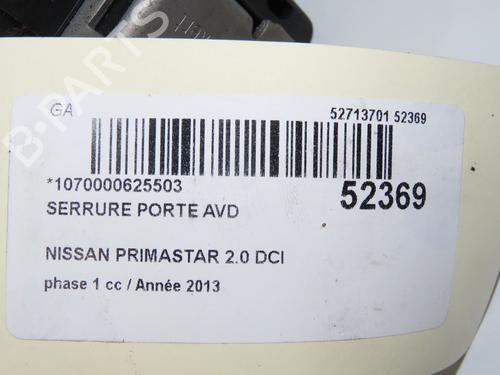 B-PARTS
GA
52713701 52369
*1070000625503
52369
SERRURE PORTE AVD
NISSAN PRIMASTAR 2.0 DCI
phase 1 cc / Année 2013